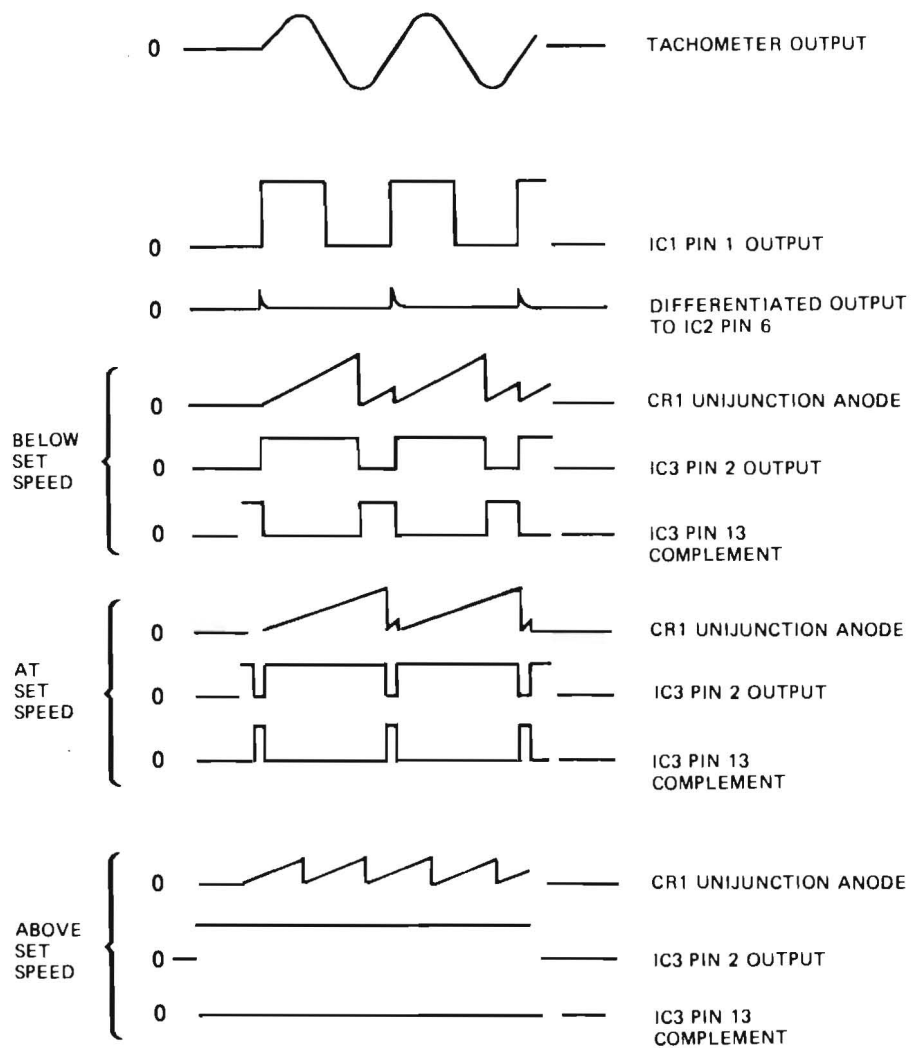 0 TACHOMETER OUTPUT
0 IC1 PIN 1 OUTPUT
0 DIFFERENTIATED OUTPUT
TO IC2 PIN 6
BELOW
SET
SPEED
0 CR1 UNIJUNCTION ANODE
0 IC3 PIN 2 OUTPUT
0 IC3 PIN 13
COMPLEMENT
AT
SET
SPEED
0 CR1 UNIJUNCTION ANODE
0 IC3 PIN 2 OUTPUT
0 IC3 PIN 13
COMPLEMENT
ABOVE
SET
SPEED
0 CR1 UNIJUNCTION ANODE
0 IC3 PIN 2 OUTPUT
0 IC3 PIN 13
COMPLEMENT